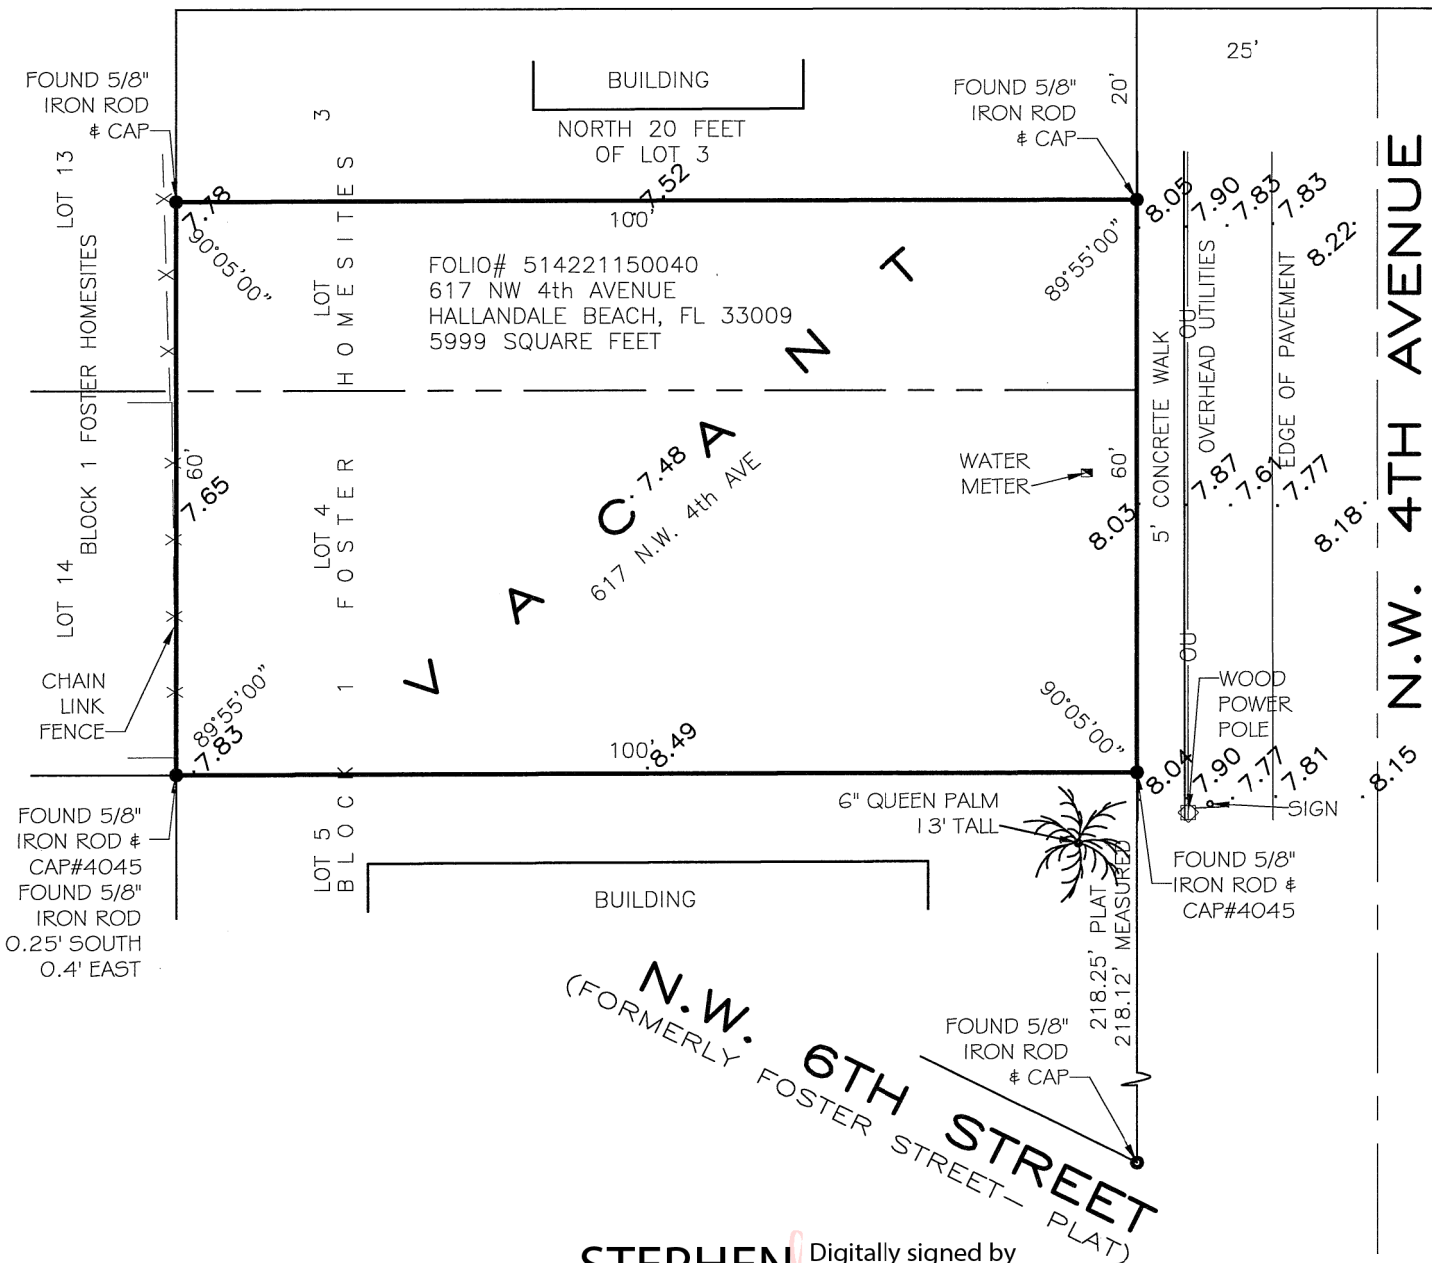 25'
FOUND 5/8"
IRON ROD
& CAP
BUILDING
NORTH 20 FEET
OF LOT 3
FOUND 5/8"
IRON ROD
& CAP
20'
LOT 13
LOT 14
BLOCK 1 FOSTER HOMESITES
LOT 3
LOT 4
LOT 5
BLOCK 1 FOSTER HOMESITES
7.78
7.52
100'
8.05
7.90
7.83
7.83
8.22
90°05'00"
89°55'00"
FOLIO# 514221150040
617 NW 4th AVENUE
HALLANDALE BEACH, FL 33009
5999 SQUARE FEET
VACANT
7.48
617 N.W. 4th AVE
60'
7.65
WATER
METER
60'
8.03
5' CONCRETE WALK
OU
OVERHEAD UTILITIES
EDGE OF PAVEMENT
N.W. 4TH AVENUE
7.87
7.61
7.77
8.18
OU
CHAIN
LINK
FENCE
89°55'00"
7.83
100'
8.49
90°05'00"
WOOD
POWER
POLE
8.04
7.90
7.77
7.81
8.15
SIGN
FOUND 5/8"
IRON ROD &
CAP#4045
FOUND 5/8"
IRON ROD
0.25' SOUTH
0.4' EAST
6" QUEEN PALM
13' TALL
BUILDING
FOUND 5/8"
IRON ROD &
CAP#4045
218.25' PLAT
218.12' MEASURED
FOUND 5/8"
IRON ROD
& CAP
N.W. 6TH STREET
(FORMERLY FOSTER STREET- PLAT)
STEPHEN
Digitally signed by